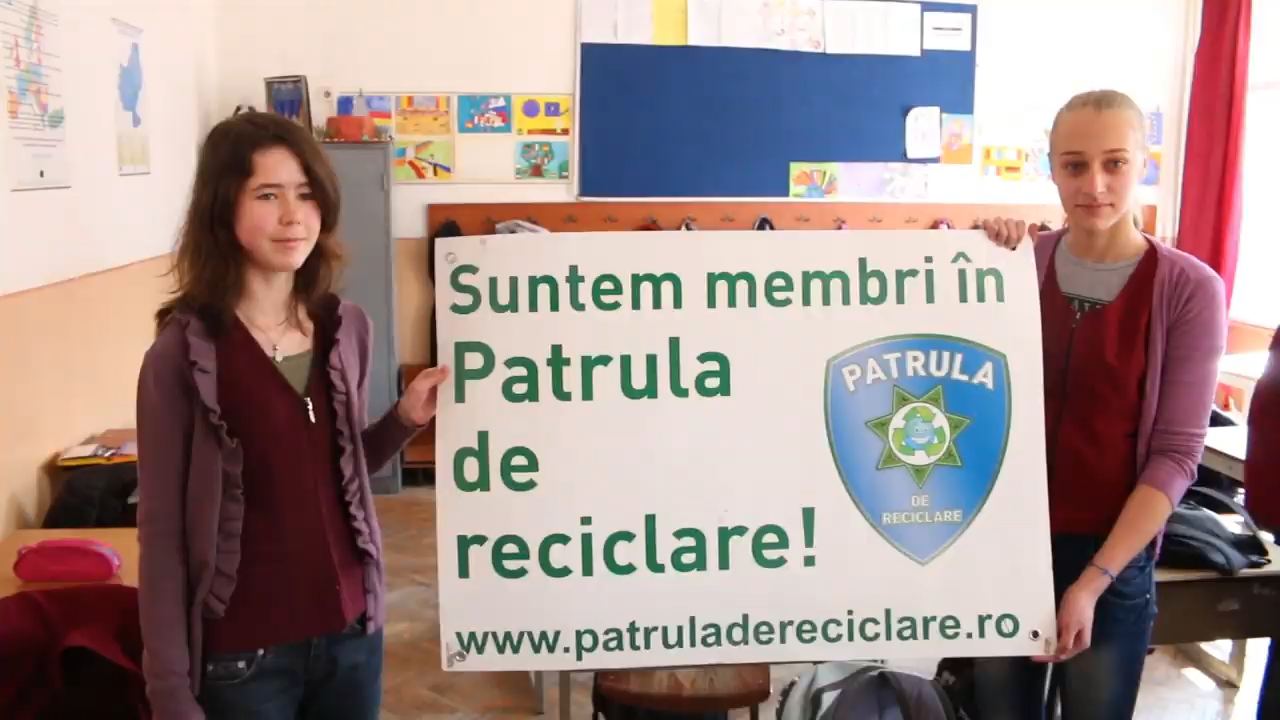 Suntem membri în
Patrula
de
reciclare!
PATRULA
DE
RECICLARE
www.patruladereciclare.ro